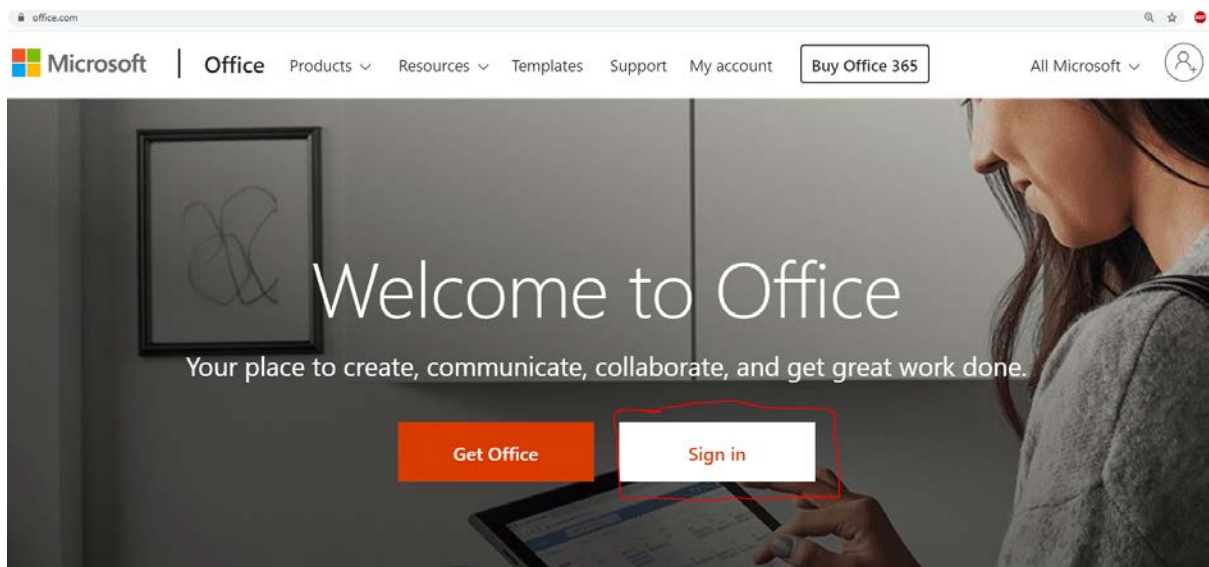 office.com
Microsoft | Office Products Resources Templates Support My account Buy Office 365 All Microsoft
Welcome to Office
Your place to create, communicate, collaborate, and get great work done.
Get Office Sign in